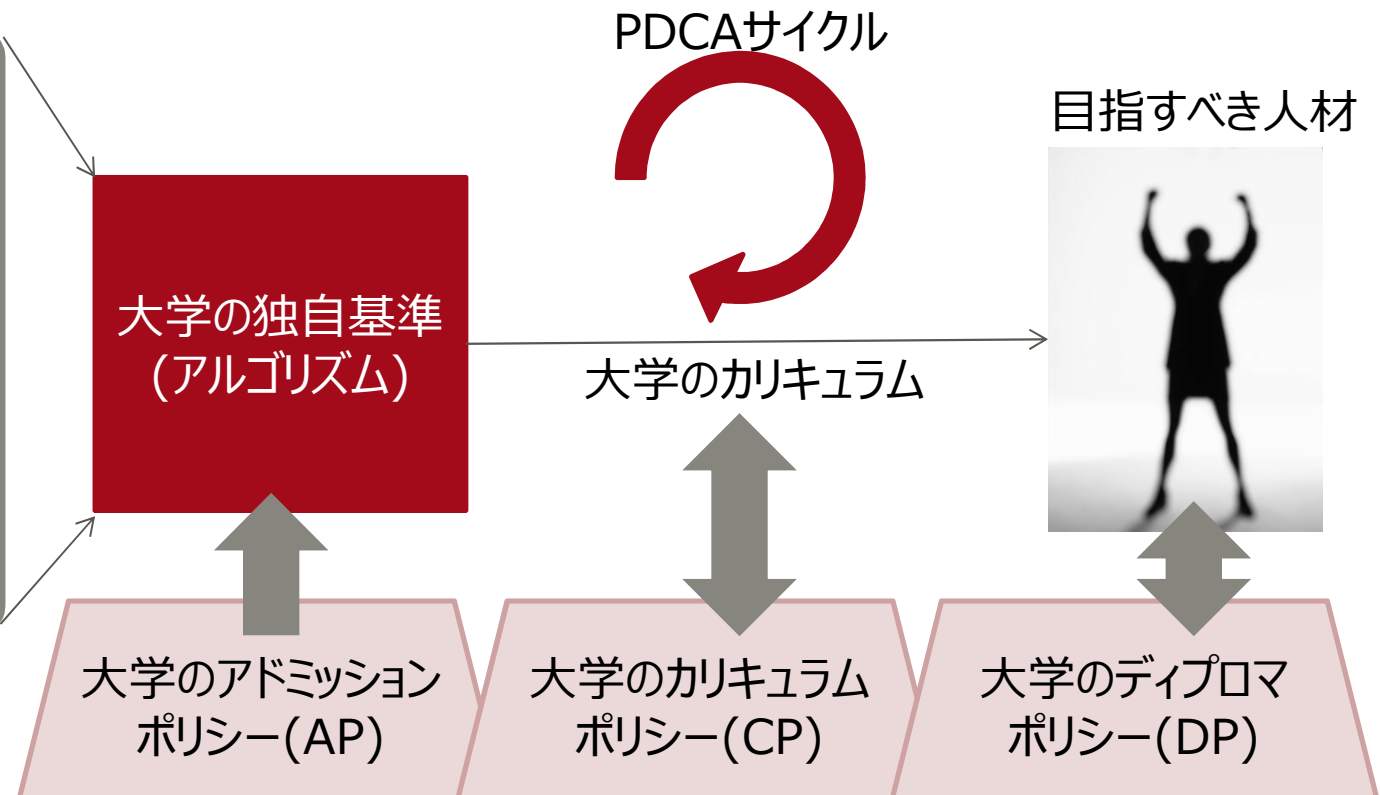 PDCAサイクル
目指すべき人材
大学の独自基準
(アルゴリズム)
大学のカリキュラム
大学のアドミッション
ポリシー(AP)
大学のカリキュラム
ポリシー(CP)
大学のディプロマ
ポリシー(DP)